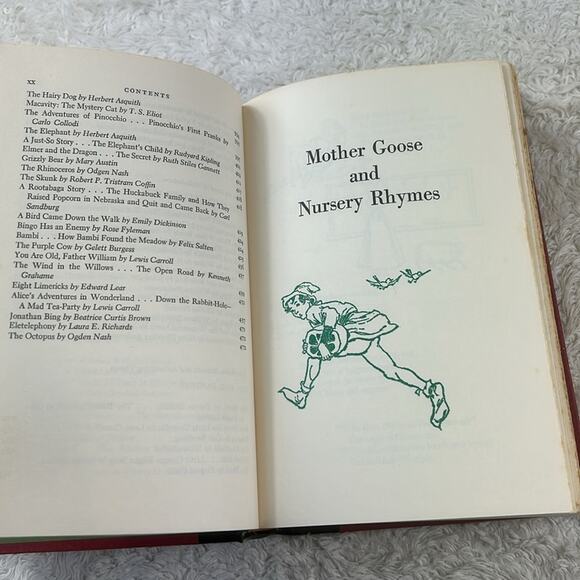 xx
CONTENTS
The Hairy Dog by Herbert Asquith
Macavity: The Mystery Cat by T. S. Eliot
The Adventures of Pinocchio . . . Pinocchio's First Pranks by
Carlo Collodi
The Elephant by Herbert Asquith
A Just-So Story . . . The Elephant's Child by Rudyard Kipling
Elmer and the Dragon . . . The Secret by Ruth Stiles Gannett
Grizzly Bear by Mary Austin
The Rhinoceros by Odgen Nash
The Skunk by Robert P. Tristram Coffin
A Rootabaga Story . . . The Huckabuck Family and How They
Raised Popcorn in Nebraska and Quit and Came Back by Carl
Sandburg
A Bird Came Down the Walk by Emily Dickinson
Bingo Has an Enemy by Rose Fyleman
Bambi . . . How Bambi Found the Meadow by Felix Salten
The Purple Cow by Gelett Burgess
You Are Old, Father William by Lewis Carroll
The Wind in the Willows . . . The Open Road by Kenneth
Grahame
Eight Limericks by Edward Lear
Alice's Adventures in Wonderland . . . Down the Rabbit-Hole—
A Mad Tea-Party by Lewis Carroll
Jonathan Bing by Beatrice Curtis Brown
Eletelephony by Laura E. Richards
The Octopus by Ogden Nash
Mother Goose
and
Nursery Rhymes